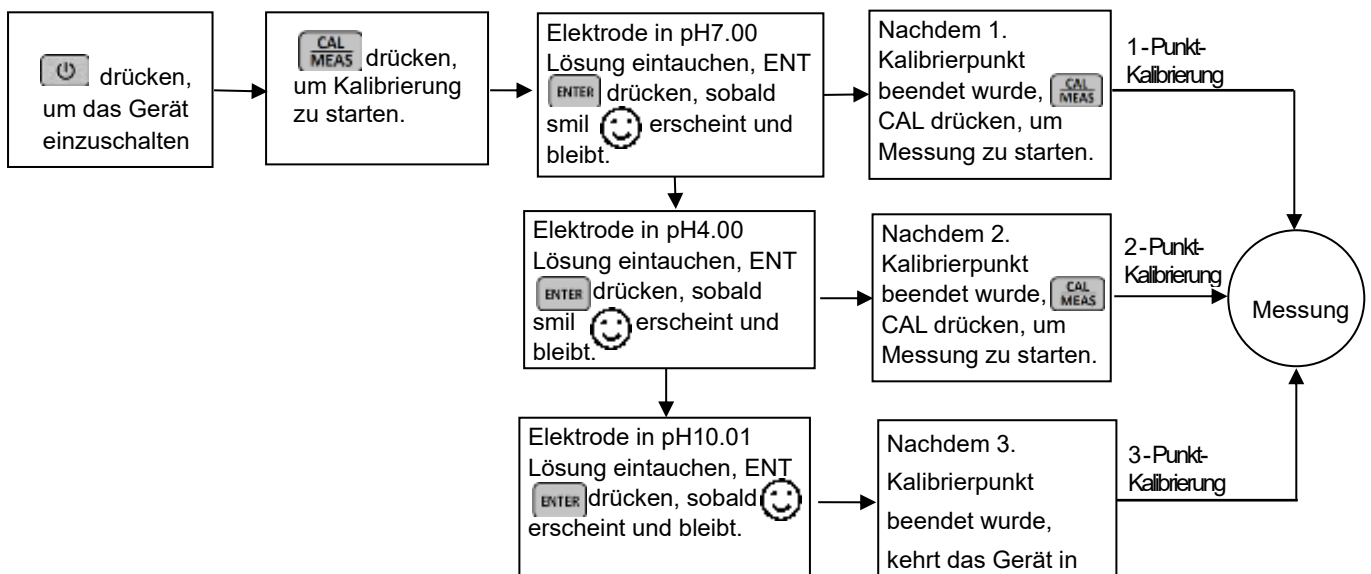 drücken,
um das Gerät
einzuschalten
CAL
MEAS drücken,
um Kalibrierung
zu starten.
Elektrode in pH7.00
Lösung eintauchen, ENT
ENTER drücken, sobald
smil erscheint und
bleibt.
Nachdem 1.
Kalibrierpunkt
beendet wurde, CAL MEAS
CAL drücken, um
Messung zu starten.
1-Punkt-
Kalibrierung
Elektrode in pH4.00
Lösung eintauchen, ENT
ENTER drücken, sobald
smil erscheint und
bleibt.
Nachdem 2.
Kalibrierpunkt
beendet wurde, CAL MEAS
CAL drücken, um
Messung zu starten.
2-Punkt-
Kalibrierung
Messung
Elektrode in pH10.01
Lösung eintauchen, ENT
ENTER drücken, sobald
erscheint und bleibt.
Nachdem 3.
Kalibrierpunkt
beendet wurde,
kehrt das Gerät in
3-Punkt-
Kalibrierung